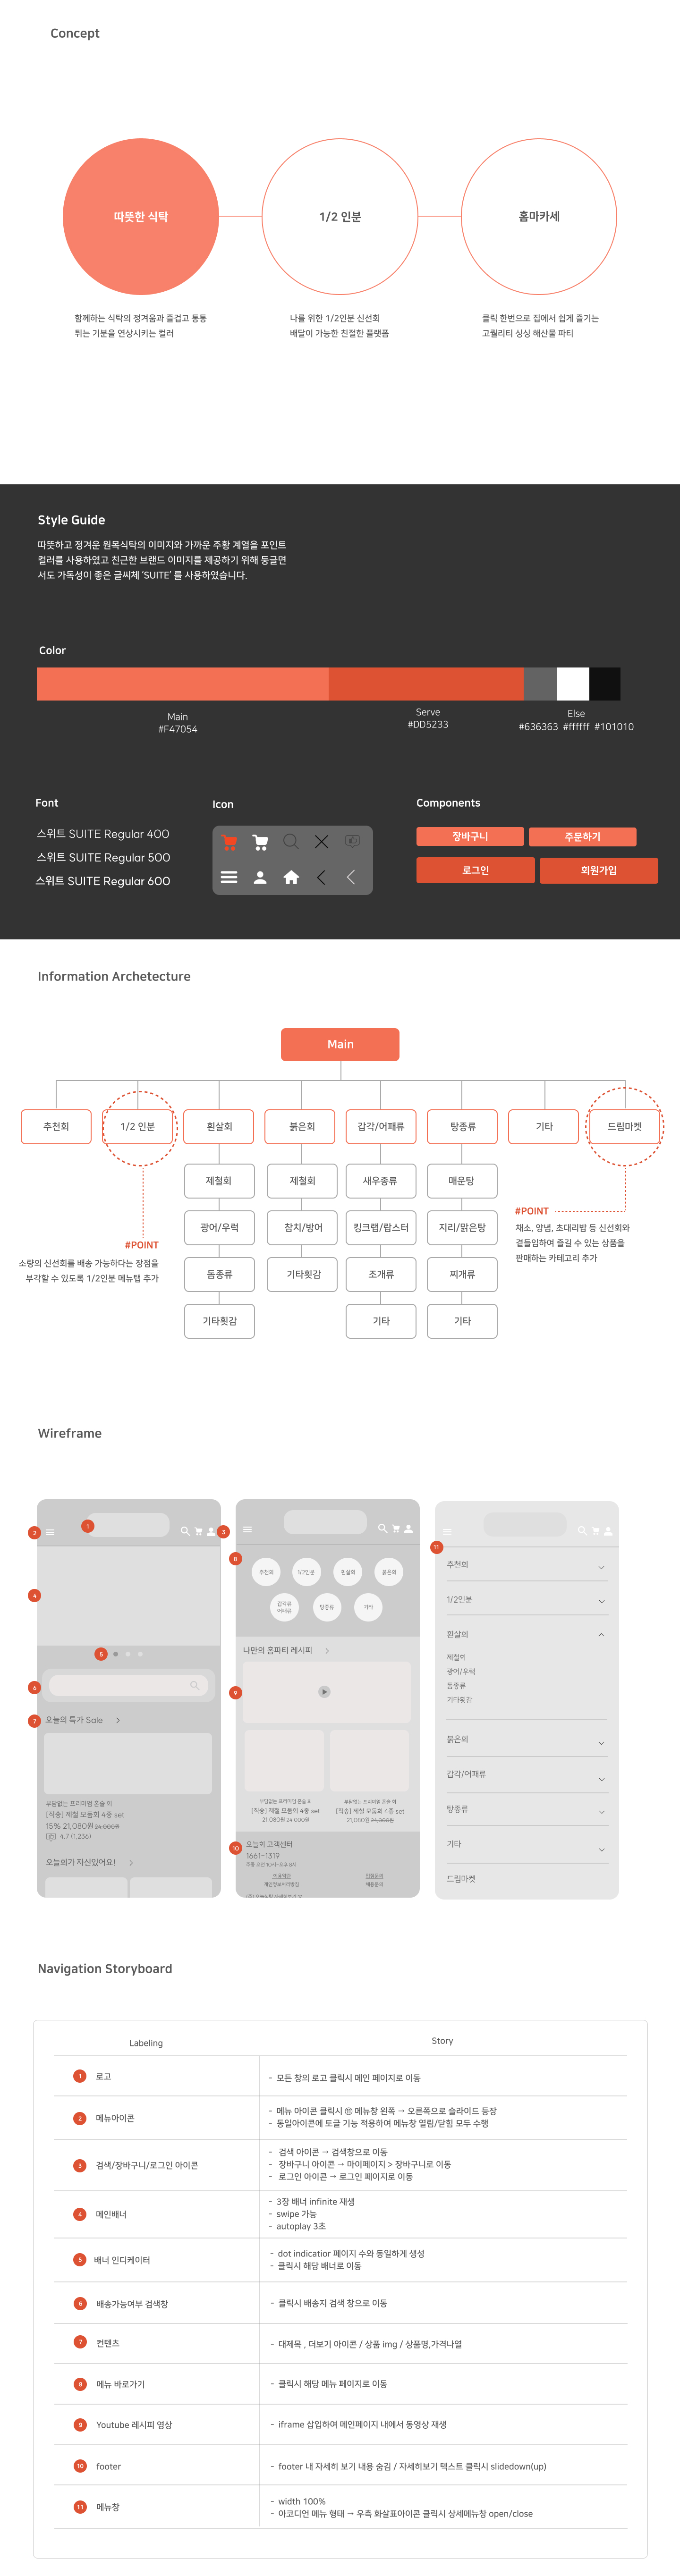 Concept
따뜻한 식탁
1/2 인분
홈마카세
함께하는 식탁의 정겨움과 즐겁고 통통
튀는 기분을 연상시키는 컬러
나를 위한 1/2인분 신선회
배달이 가능한 친절한 플랫폼
클릭 한번으로 집에서 쉽게 즐기는
고퀄리티 싱싱 해산물 파티
Style Guide
따뜻하고 정겨운 원목식탁의 이미지와 가까운 주황 계열을 포인트
컬러를 사용하였고 친근한 브랜드 이미지를 제공하기 위해 둥글면
서도 가독성이 좋은 글씨체 ‘SUITE’ 를 사용하였습니다.
Color
Main
#F47054
Serve
#DD5233
Else
#636363 #ffffff #101010
Font
스위트 SUITE Regular 400
스위트 SUITE Regular 500
스위트 SUITE Regular 600
Icon
Components
장바구니
주문하기
로그인
회원가입
Information Archetecture
Main
추천회
1/2 인분
흰살회
붉은회
갑각/어패류
탕종류
기타
드림마켓
제철회
제철회
새우종류
매운탕
광어/우럭
참치/방어
킹크랩/랍스터
지리/맑은탕
돔종류
기타횟감
조개류
찌개류
기타횟감
기타
기타
#POINT
소량의 신선회를 배송 가능하다는 장점을
부각할 수 있도록 1/2인분 메뉴탭 추가
#POINT
채소, 양념, 초대리밥 등 신선회와
곁들임하여 즐길 수 있는 상품을
판매하는 카테고리 추가
Wireframe
1
2
3
4
5
6
7
오늘의 특가 Sale
부담없는 프리미엄 혼술 회
[직송] 제철 모둠회 4종 set
15% 21,080원 24,000원
4.7 (1,236)
오늘회가 자신있어요!
8
추천회
1/2인분
흰살회
붉은회
갑각류
어패류
탕종류
기타
나만의 홈파티 레시피
9
부담없는 프리미엄 혼술 회
[직송] 제철 모둠회 4종 set
21,080원 24,000원
부담없는 프리미엄 혼술 회
[직송] 제철 모둠회 4종 set
21,080원 24,000원
10
오늘회 고객센터
1661-1319
주중 오전 10시~오후 6시
이용약관
입점문의
개인정보처리방침
제휴문의
11
추천회
1/2인분
흰살회
제철회
광어/우럭
돔종류
기타횟감
붉은회
갑각/어패류
탕종류
기타
드림마켓
Navigation Storyboard
Labeling
Story
1 로고
- 모든 창의 로고 클릭시 메인 페이지로 이동
2 메뉴아이콘
- 메뉴 아이콘 클릭시 ⑪ 메뉴창 왼쪽 → 오른쪽으로 슬라이드 등장
- 동일아이콘에 토글 기능 적용하여 메뉴창 열림/닫힘 모두 수행
3 검색/장바구니/로그인 아이콘
- 검색 아이콘 → 검색창으로 이동
- 장바구니 아이콘 → 마이페이지 > 장바구니로 이동
- 로그인 아이콘 → 로그인 페이지로 이동
4 메인배너
- 3장 배너 infinite 재생
- swipe 가능
- autoplay 3초
5 배너 인디케이터
- dot indicatior 페이지 수와 동일하게 생성
- 클릭시 해당 배너로 이동
6 배송가능여부 검색창
- 클릭시 배송지 검색 창으로 이동
7 컨텐츠
- 대제목 , 더보기 아이콘 / 상품 img / 상품명,가격나열
8 메뉴 바로가기
- 클릭시 해당 메뉴 페이지로 이동
9 Youtube 레시피 영상
- iframe 삽입하여 메인페이지 내에서 동영상 재생
10 footer
- footer 내 자세히 보기 내용 숨김 / 자세히보기 텍스트 클릭시 slidedown(up)
11 메뉴창
- width 100%
- 아코디언 메뉴 형태 → 우측 화살표아이콘 클릭시 상세메뉴창 open/close